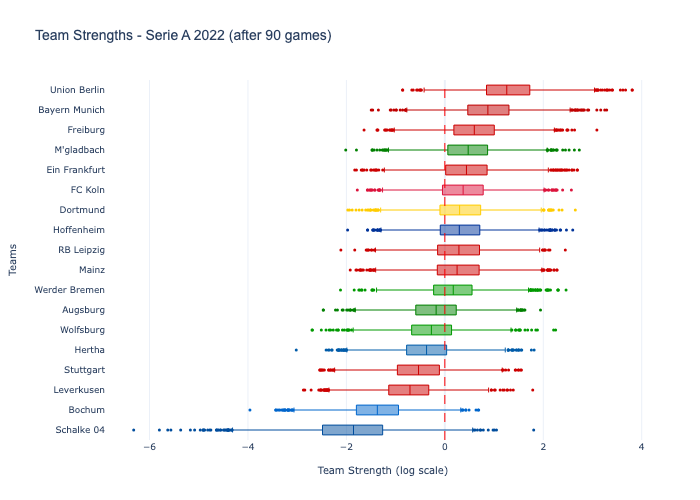 Team Strengths - Serie A 2022 (after 90 games)
Union Berlin
Bayern Munich
Freiburg
M'gladbach
Ein Frankfurt
FC Koln
Dortmund
Hoffenheim
RB Leipzig
Mainz
Werder Bremen
Augsburg
Wolfsburg
Hertha
Stuttgart
Leverkusen
Bochum
Schalke 04
Teams
−6 −4 −2 0 2 4
Team Strength (log scale)